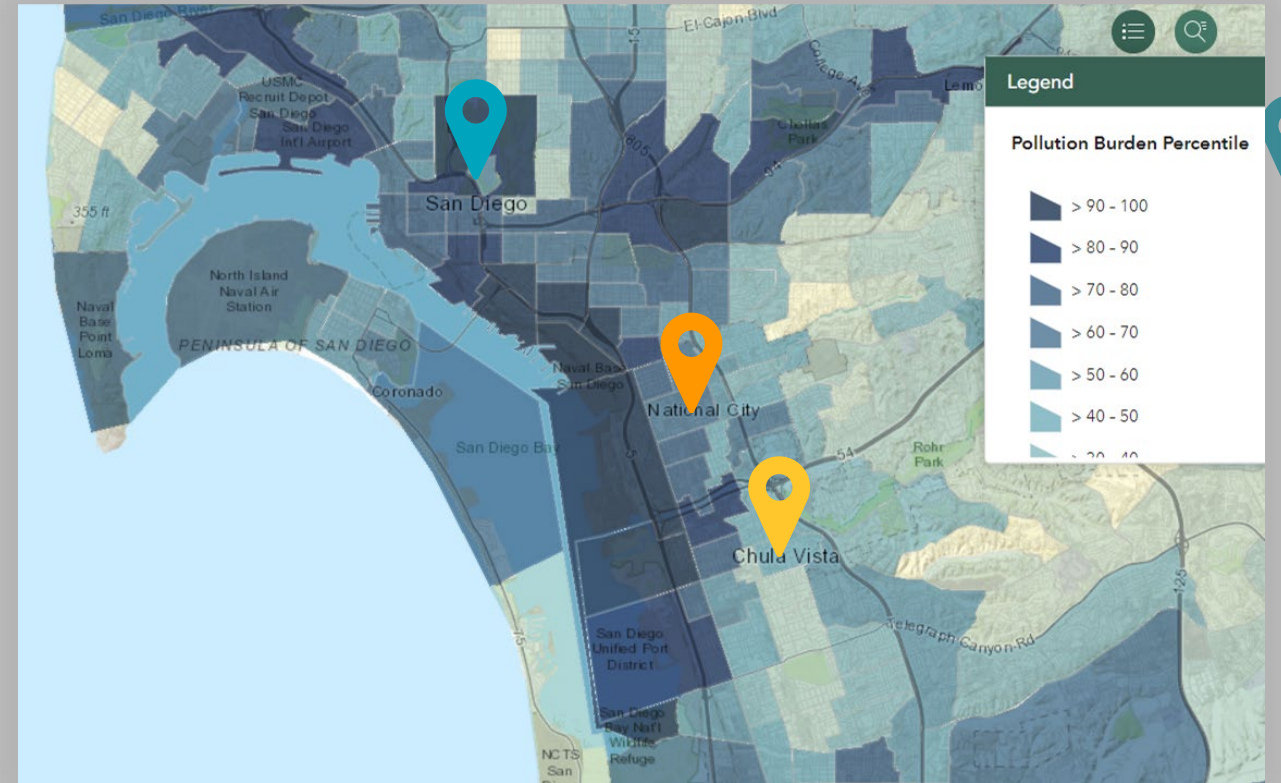 San Diego River
El Cajon Blvd
15
College Ave
94
USMC
Recruit Depot
San Diego
San Diego
Int'l Airport
Chollas
Park
Lemo
805
94
355 ft
San Diego
North Island
Naval Air
Station
Naval
Base
Point
Loma
PENINSULA OF SAN DIEGO
Coronado
Naval Base
San Diego
National City
San Diego Bay
5
54
Rohr
Park
Chula Vista
125
Telegraph Canyon Rd
75
San Diego
Unified Port
District
San Diego
Bay Nat'l
Wildlife
Refuge
NCTS
San
Legend
Pollution Burden Percentile
> 90 - 100
> 80 - 90
> 70 - 80
> 60 - 70
> 50 - 60
> 40 - 50